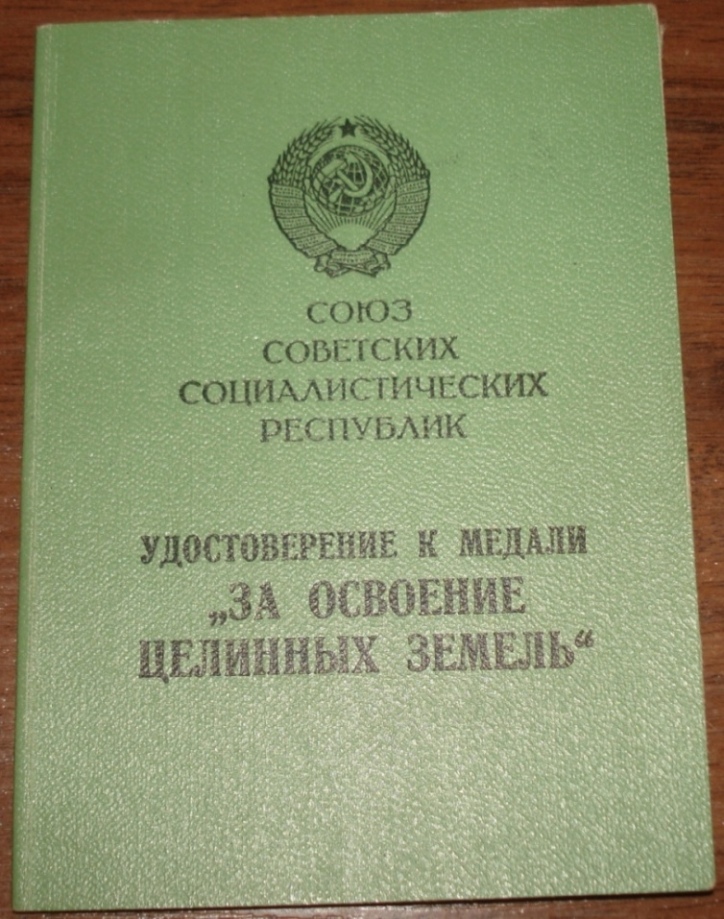 СОЮЗ
СОВЕТСКИХ
СОЦИАЛИСТИЧЕСКИХ
РЕСПУБЛИК
УДОСТОВЕРЕНИЕ К МЕДАЛИ
„ЗА ОСВОЕНИЕ
ЦЕЛИННЫХ ЗЕМЕЛЬ“